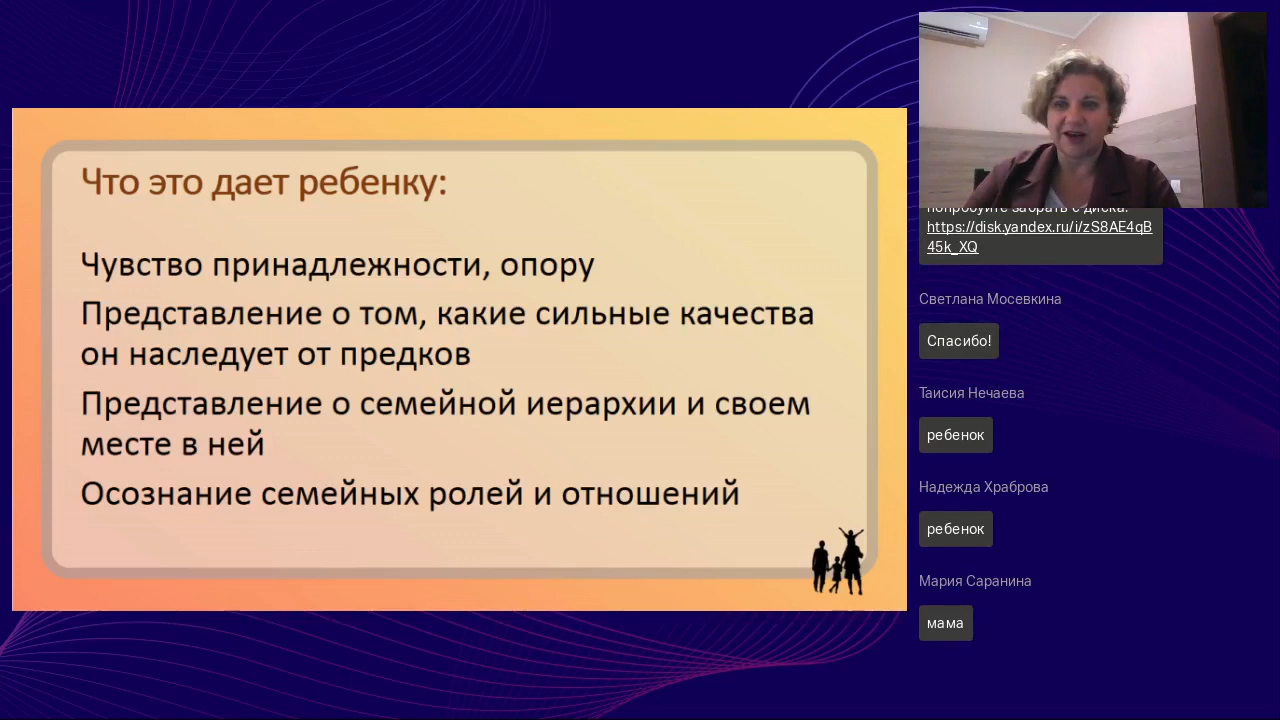 Что это дает ребенку:
Чувство принадлежности, опору
Представление о том, какие сильные качества
он наследует от предков
Представление о семейной иерархии и своем
месте в ней
Осознание семейных ролей и отношений
попробуйте забрать с диска:
https://disk.yandex.ru/i/zS8AE4qB
45k_XQ
Светлана Мосевкина
Спасибо!
Таисия Нечаева
ребенок
Надежда Храброва
ребенок
Мария Саранина
мама